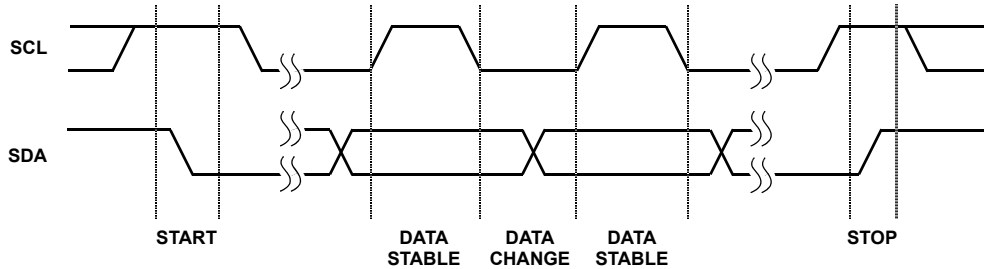 SCL
SDA
START
DATA
STABLE
DATA
CHANGE
DATA
STABLE
STOP